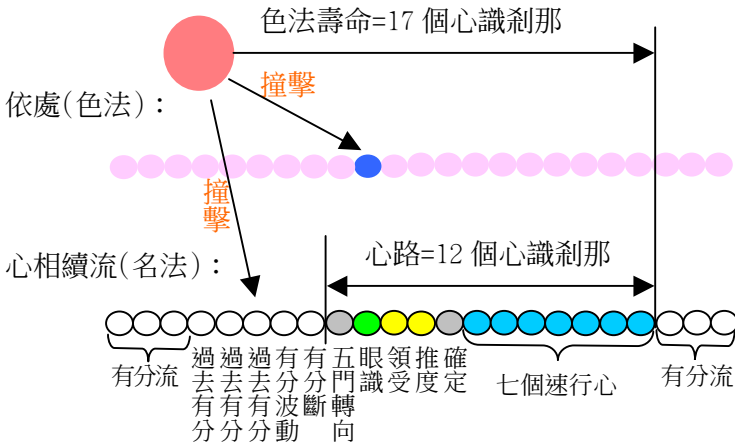 色法壽命=17 個心識剎那
撞擊
依處(色法)：
撞擊
心路=12 個心識剎那
心相續流(名法)：
有分流
過去有分
過去有分
過去有分
有分波動
有分斷
五門轉向
眼識
領受
推度
確定
七個速行心
有分流